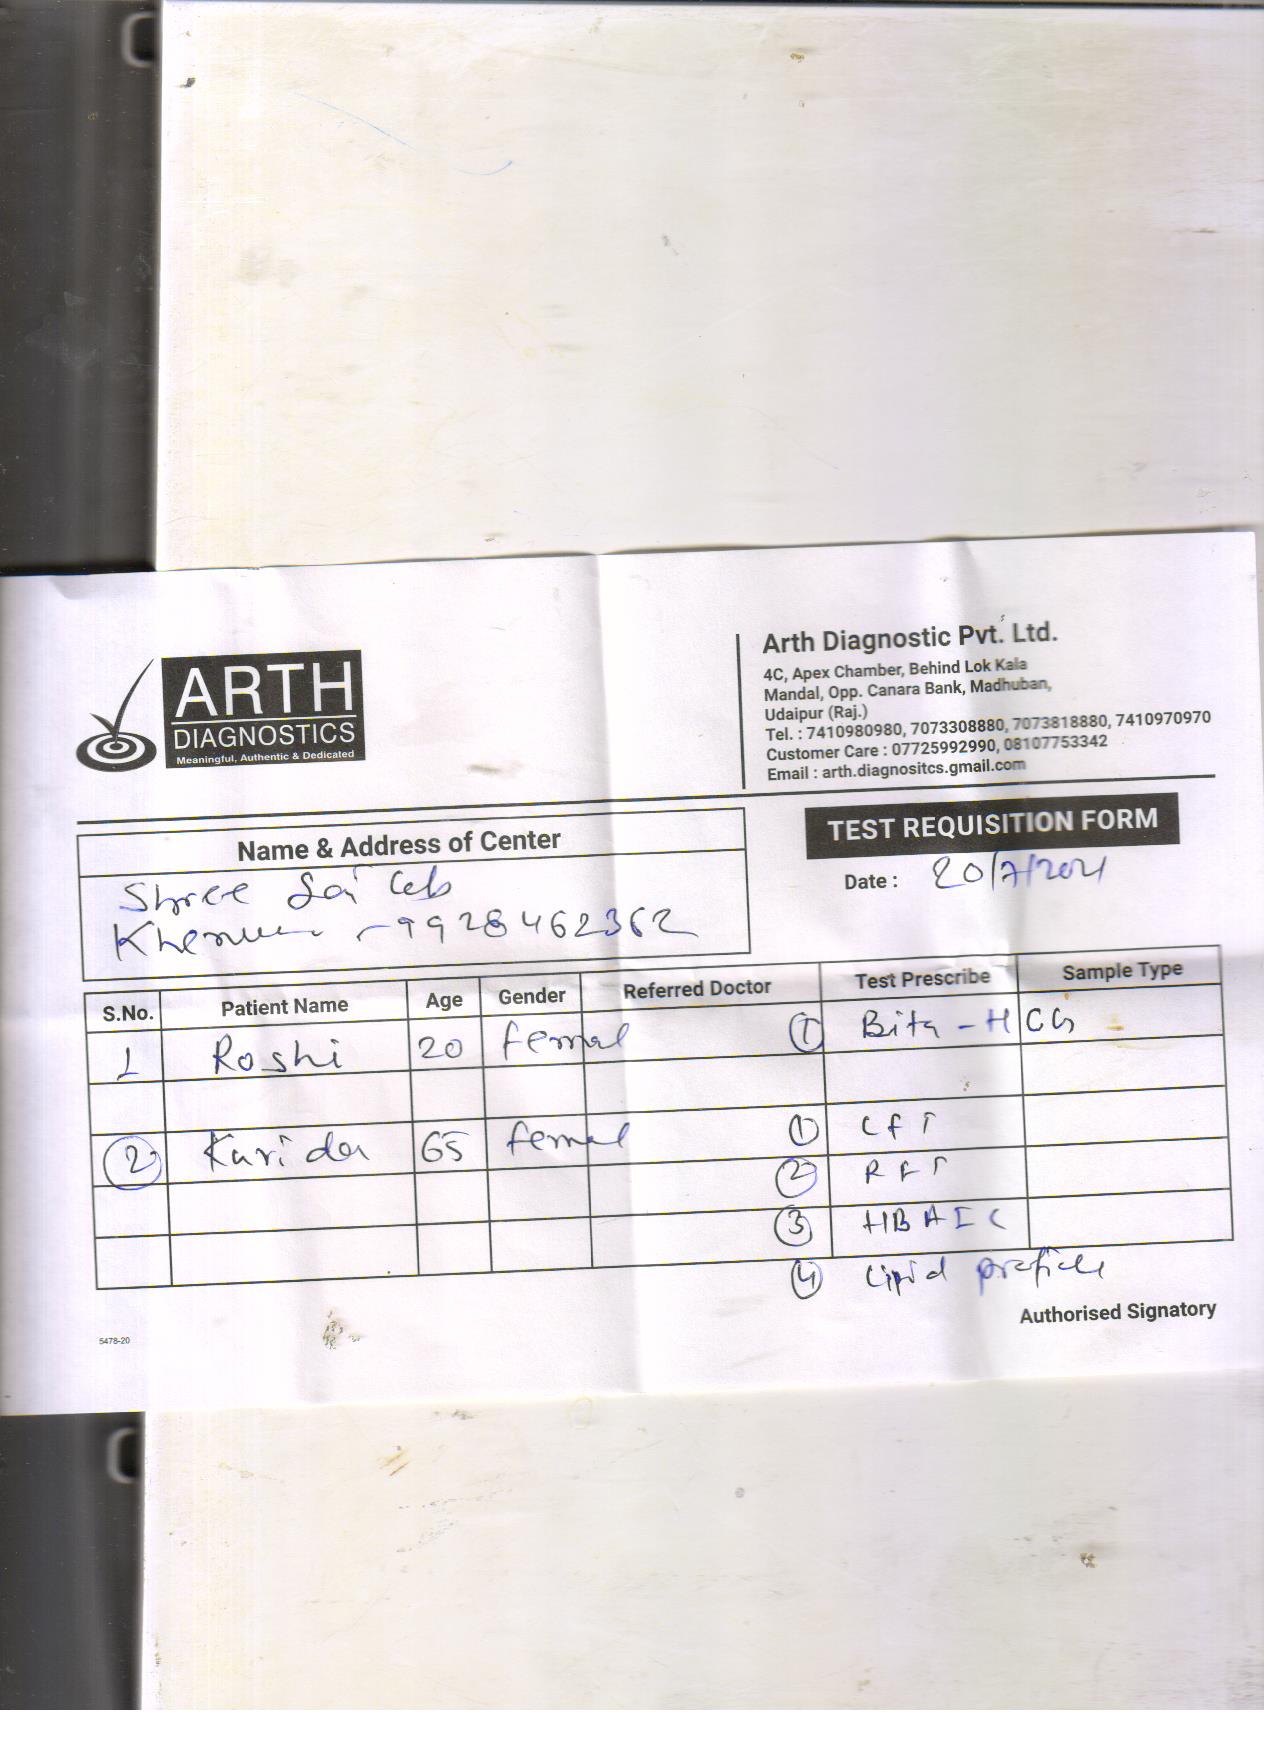 ARTH
DIAGNOSTICS
Meaningful, Authentic & Dedicated
Arth Diagnostic Pvt. Ltd.
4C, Apex Chamber, Behind Lok Kala
Mandal, Opp. Canara Bank, Madhuban,
Udaipur (Raj.)
Tel. : 7410980980, 7073308880, 7073818880, 7410970970
Customer Care : 07725992990, 08107753342
Email : arth.diagnositcs.gmail.com
TEST REQUISITION FORM
Date : 20/7/2021
Name & Address of Center
Shree Sai Lab
9928462362
S.No. Patient Name Age Gender Referred Doctor Test Prescribe Sample Type
1 Roshi 20 Femal ① Bita - HCG
② Karida 65 Femal ① LFT
② RFT
③ HBAIC
④ Lipid profile
Authorised Signatory
5478-20